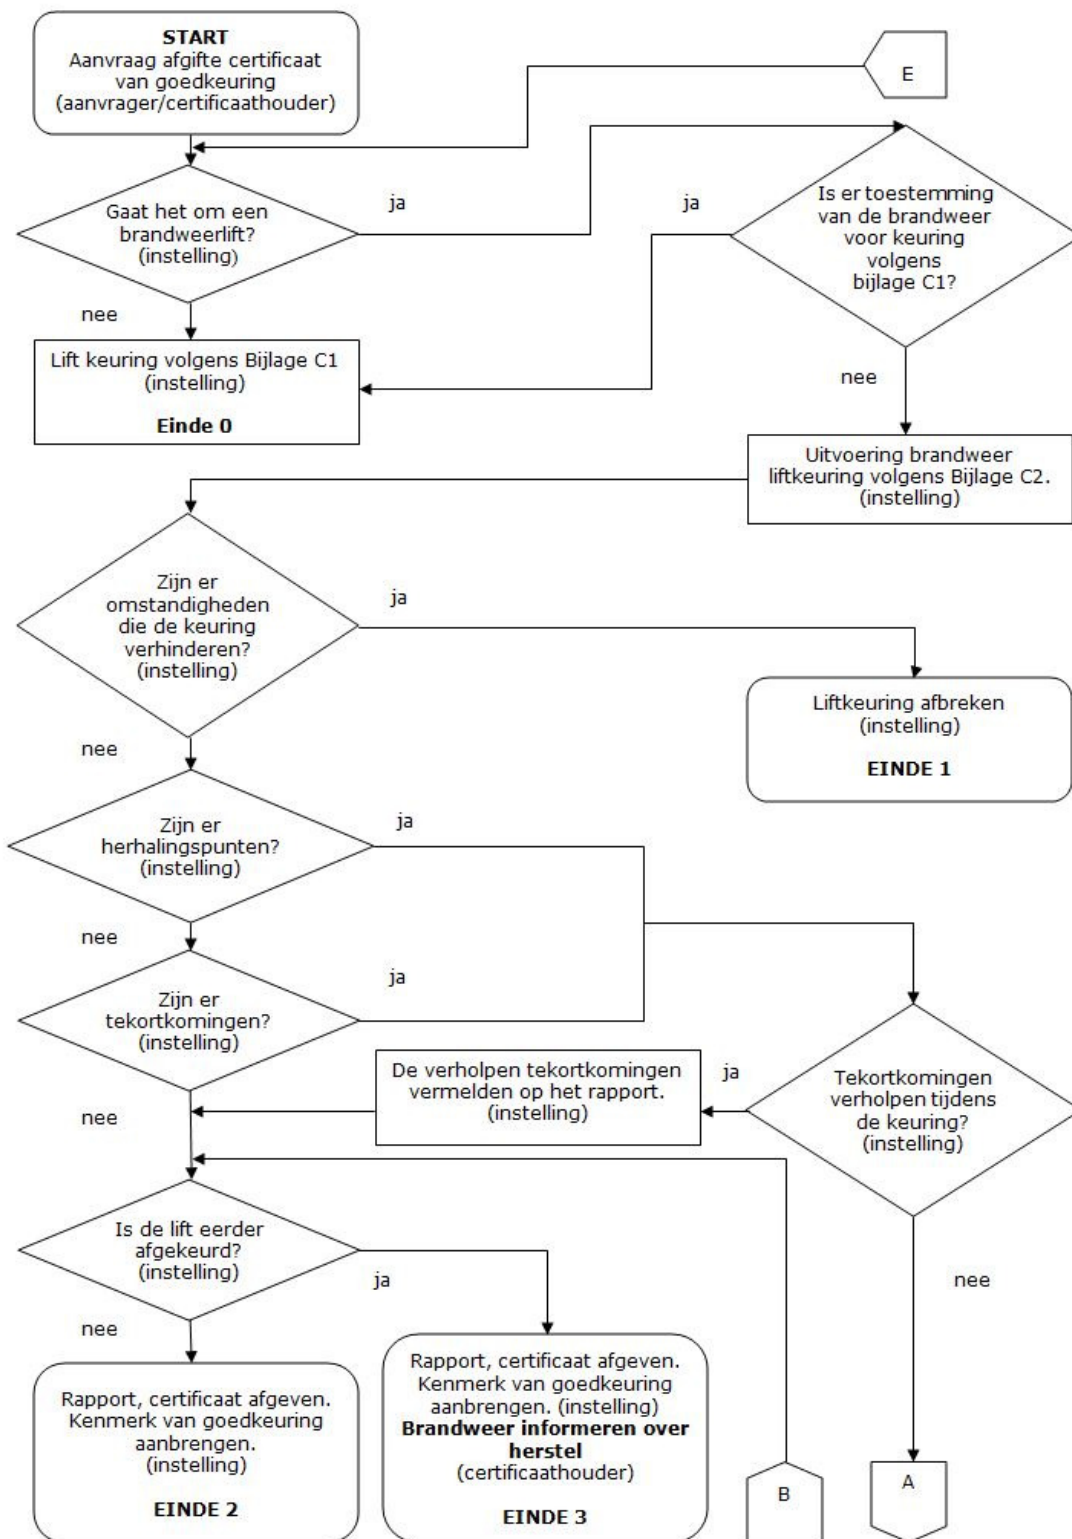 START
Aanvraag afgifte certificaat
van goedkeuring
(aanvrager/certificaathouder)
E
Gaat het om een
brandweerlift?
(instelling)
ja
ja
Is er toestemming
van de brandweer
voor keuring
volgens
bijlage C1?
nee
Lift keuring volgens Bijlage C1
(instelling)
Einde 0
nee
Uitvoering brandweer
liftkeuring volgens Bijlage C2.
(instelling)
Zijn er
omstandigheden
die de keuring
verhinderen?
(instelling)
ja
Liftkeuring afbreken
(instelling)
EINDE 1
nee
Zijn er
herhalingspunten?
(instelling)
ja
nee
Zijn er
tekortkomingen?
(instelling)
ja
De verholpen tekortkomingen
vermelden op het rapport.
(instelling)
ja
Tekortkomingen
verholpen tijdens
de keuring?
(instelling)
nee
Is de lift eerder
afgekeurd?
(instelling)
ja
nee
nee
Rapport, certificaat afgeven.
Kenmerk van goedkeuring
aanbrengen.
(instelling)
EINDE 2
Rapport, certificaat afgeven.
Kenmerk van goedkeuring
aanbrengen. (instelling)
Brandweer informeren over
herstel
(certificaathouder)
EINDE 3
B
A